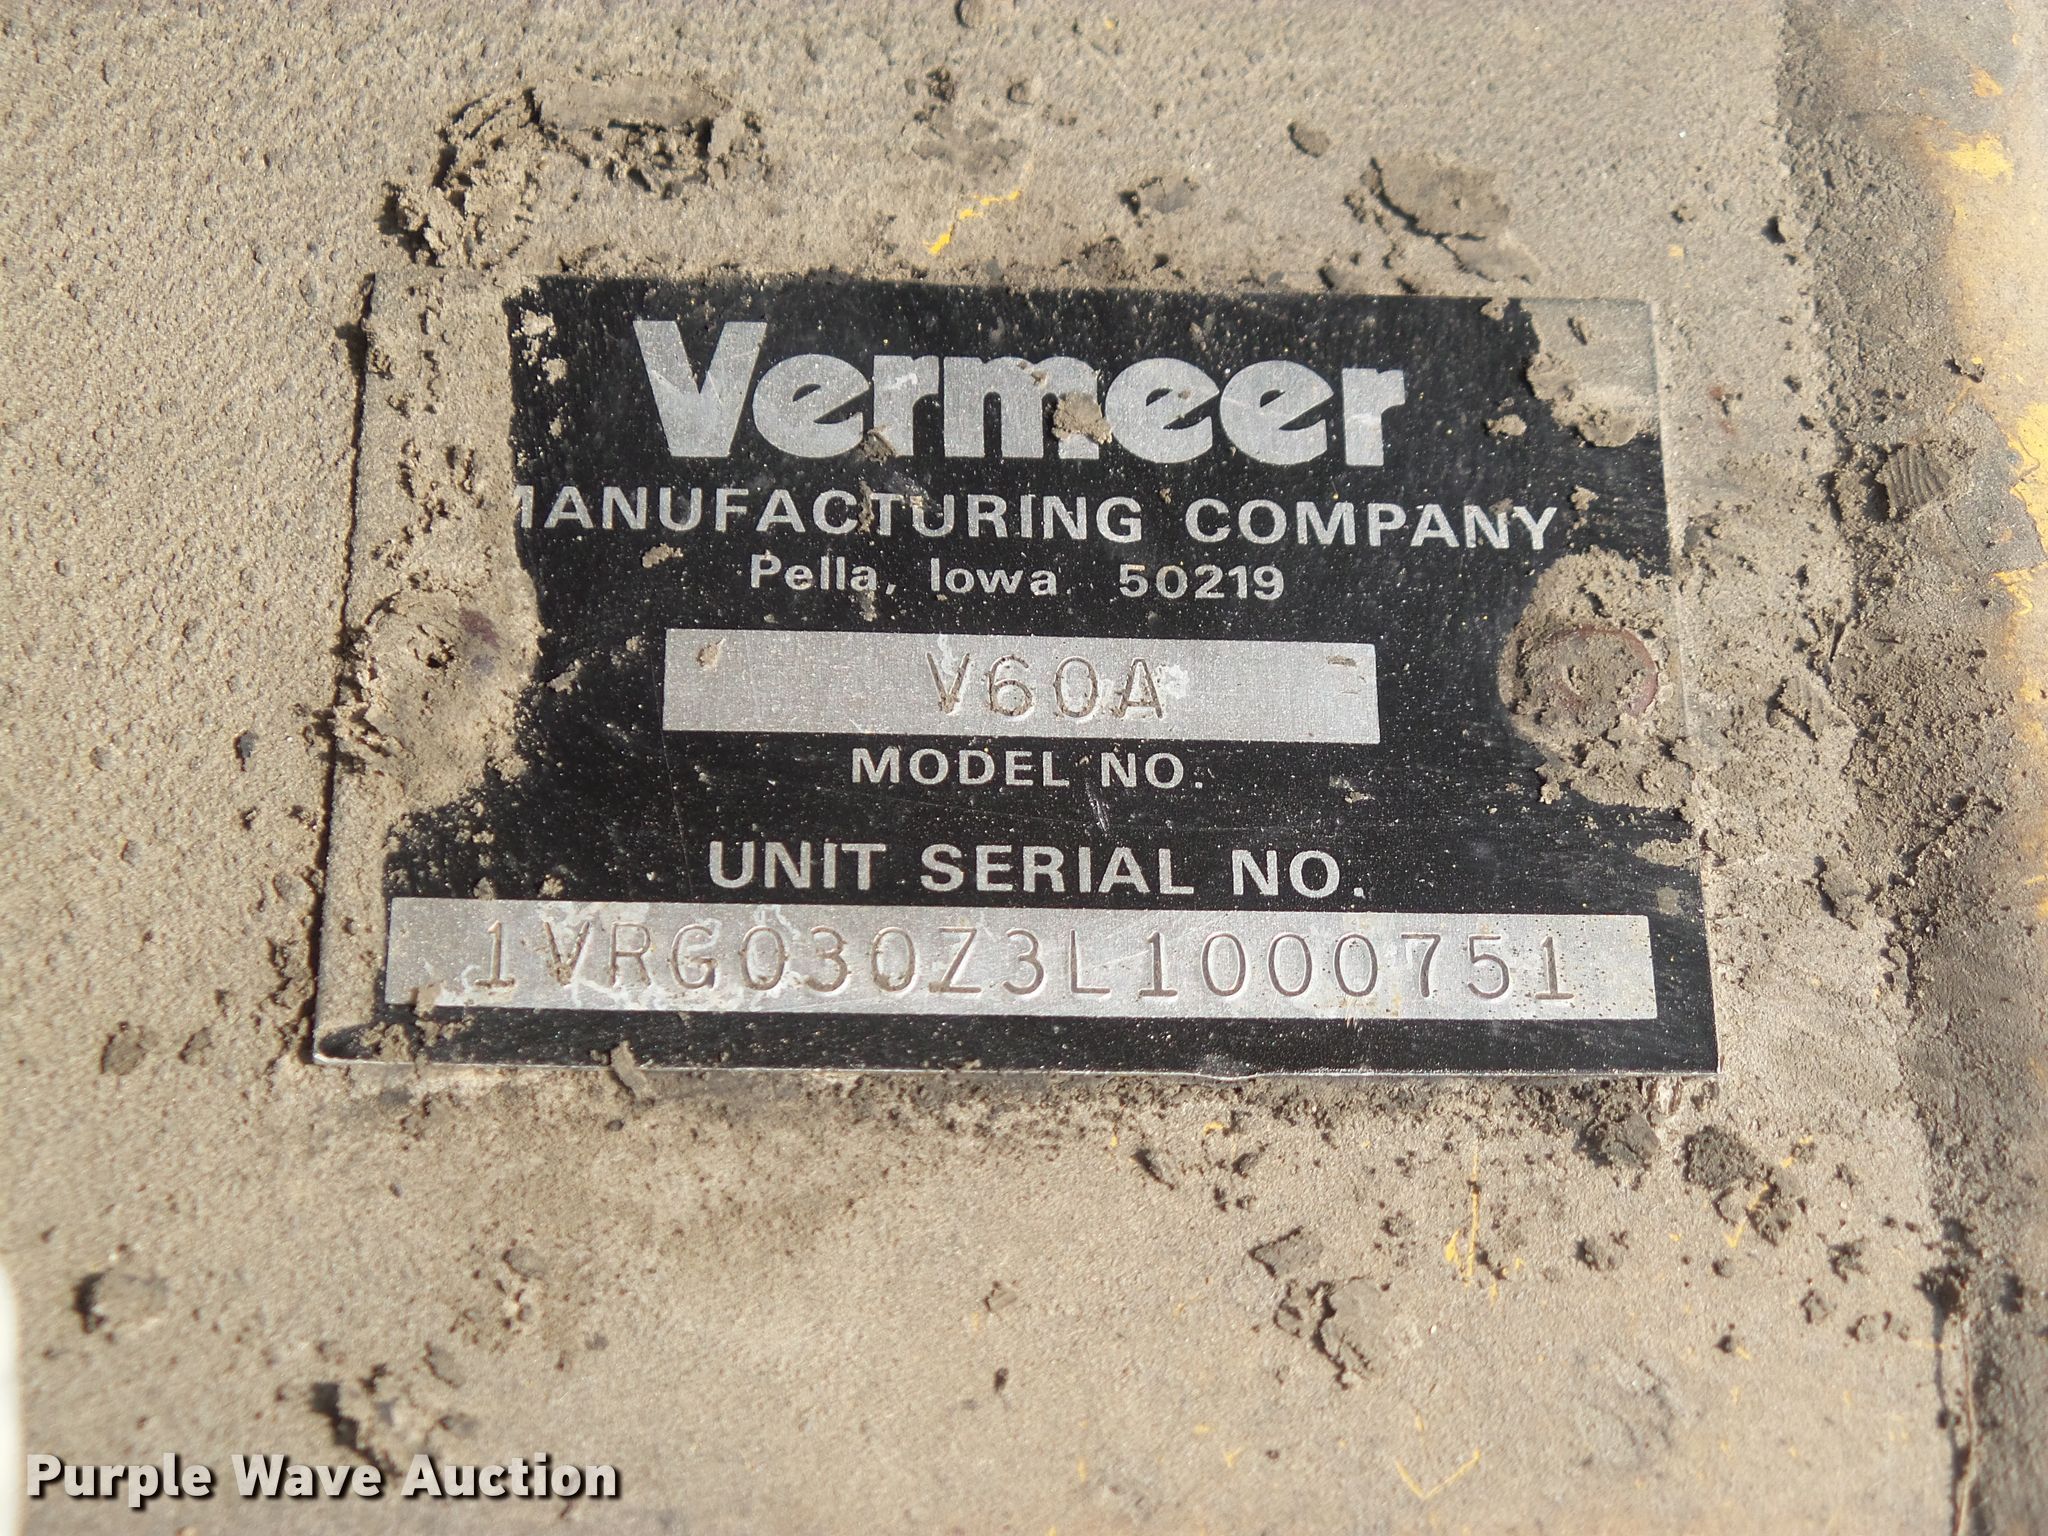 Vermeer
MANUFACTURING COMPANY
Pella, Iowa 50219
V60A
MODEL NO.
UNIT SERIAL NO.
1VRG030Z3L1000751
Purple Wave Auction